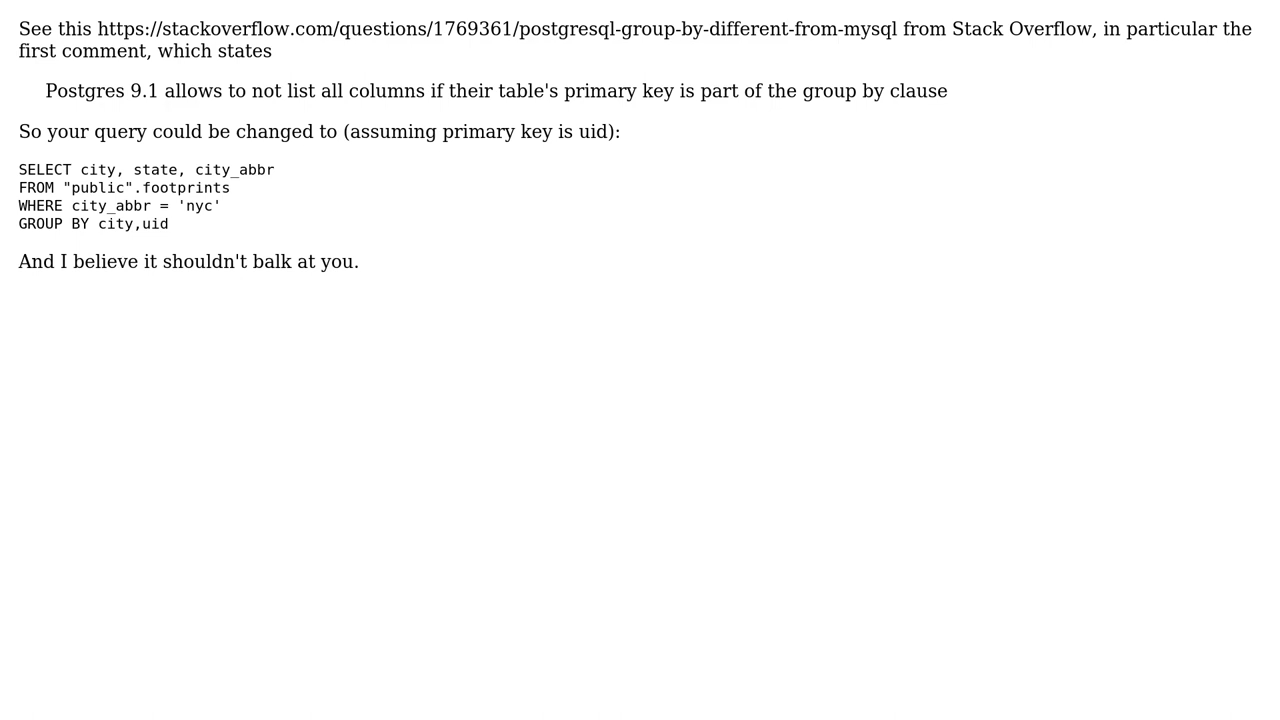 See this https://stackoverflow.com/questions/1769361/postgresql-group-by-different-from-mysql from Stack Overflow, in particular the
first comment, which states
Postgres 9.1 allows to not list all columns if their table's primary key is part of the group by clause
So your query could be changed to (assuming primary key is uid):
SELECT city, state, city_abbr
FROM "public".footprints
WHERE city_abbr = 'nyc'
GROUP BY city,uid
And I believe it shouldn't balk at you.